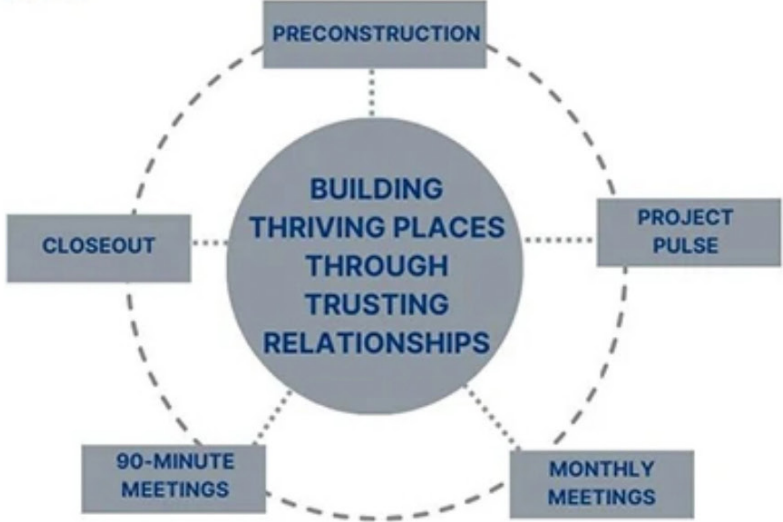 PRECONSTRUCTION
BUILDING
THRIVING PLACES
THROUGH
TRUSTING
RELATIONSHIPS
PROJECT
PULSE
MONTHLY
MEETINGS
90-MINUTE
MEETINGS
CLOSEOUT